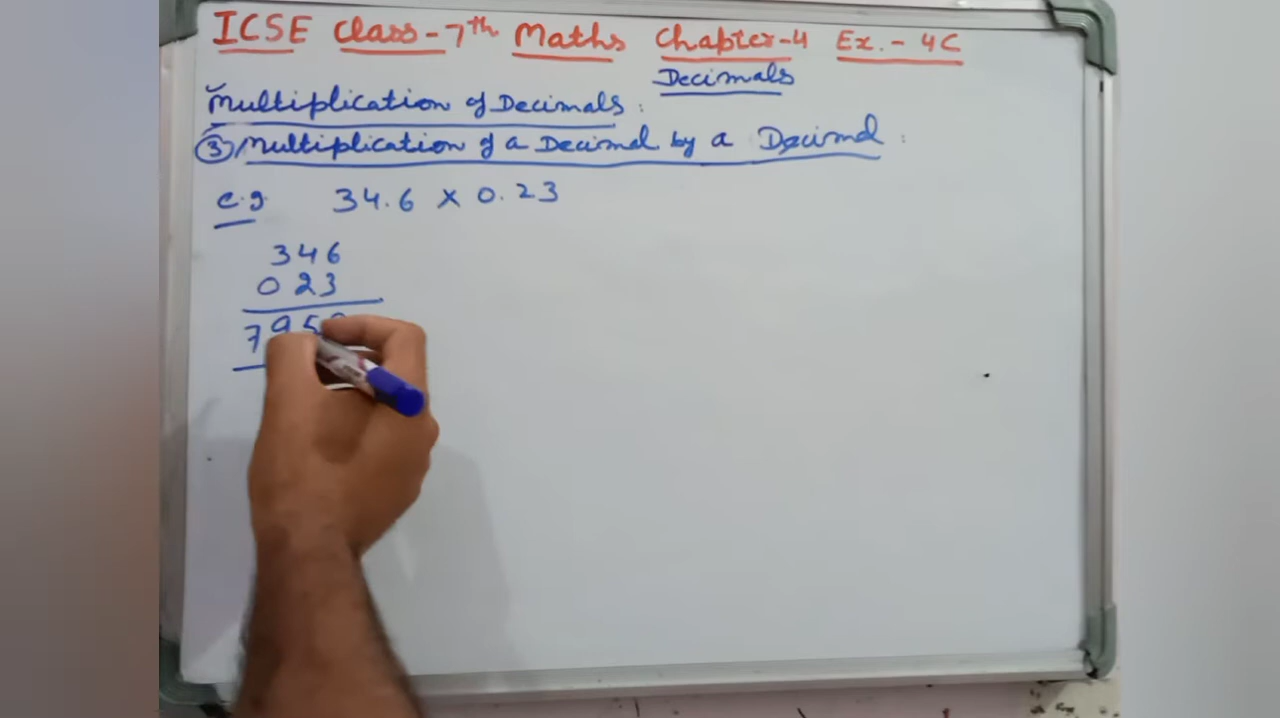 ICSE Class-7th Maths Chapter-4 Ex.- 4C
Decimals
Multiplication of Decimals:
③ Multiplication of a Decimal by a Decimal:
e.g. 34.6 x 0.23
346
023
795